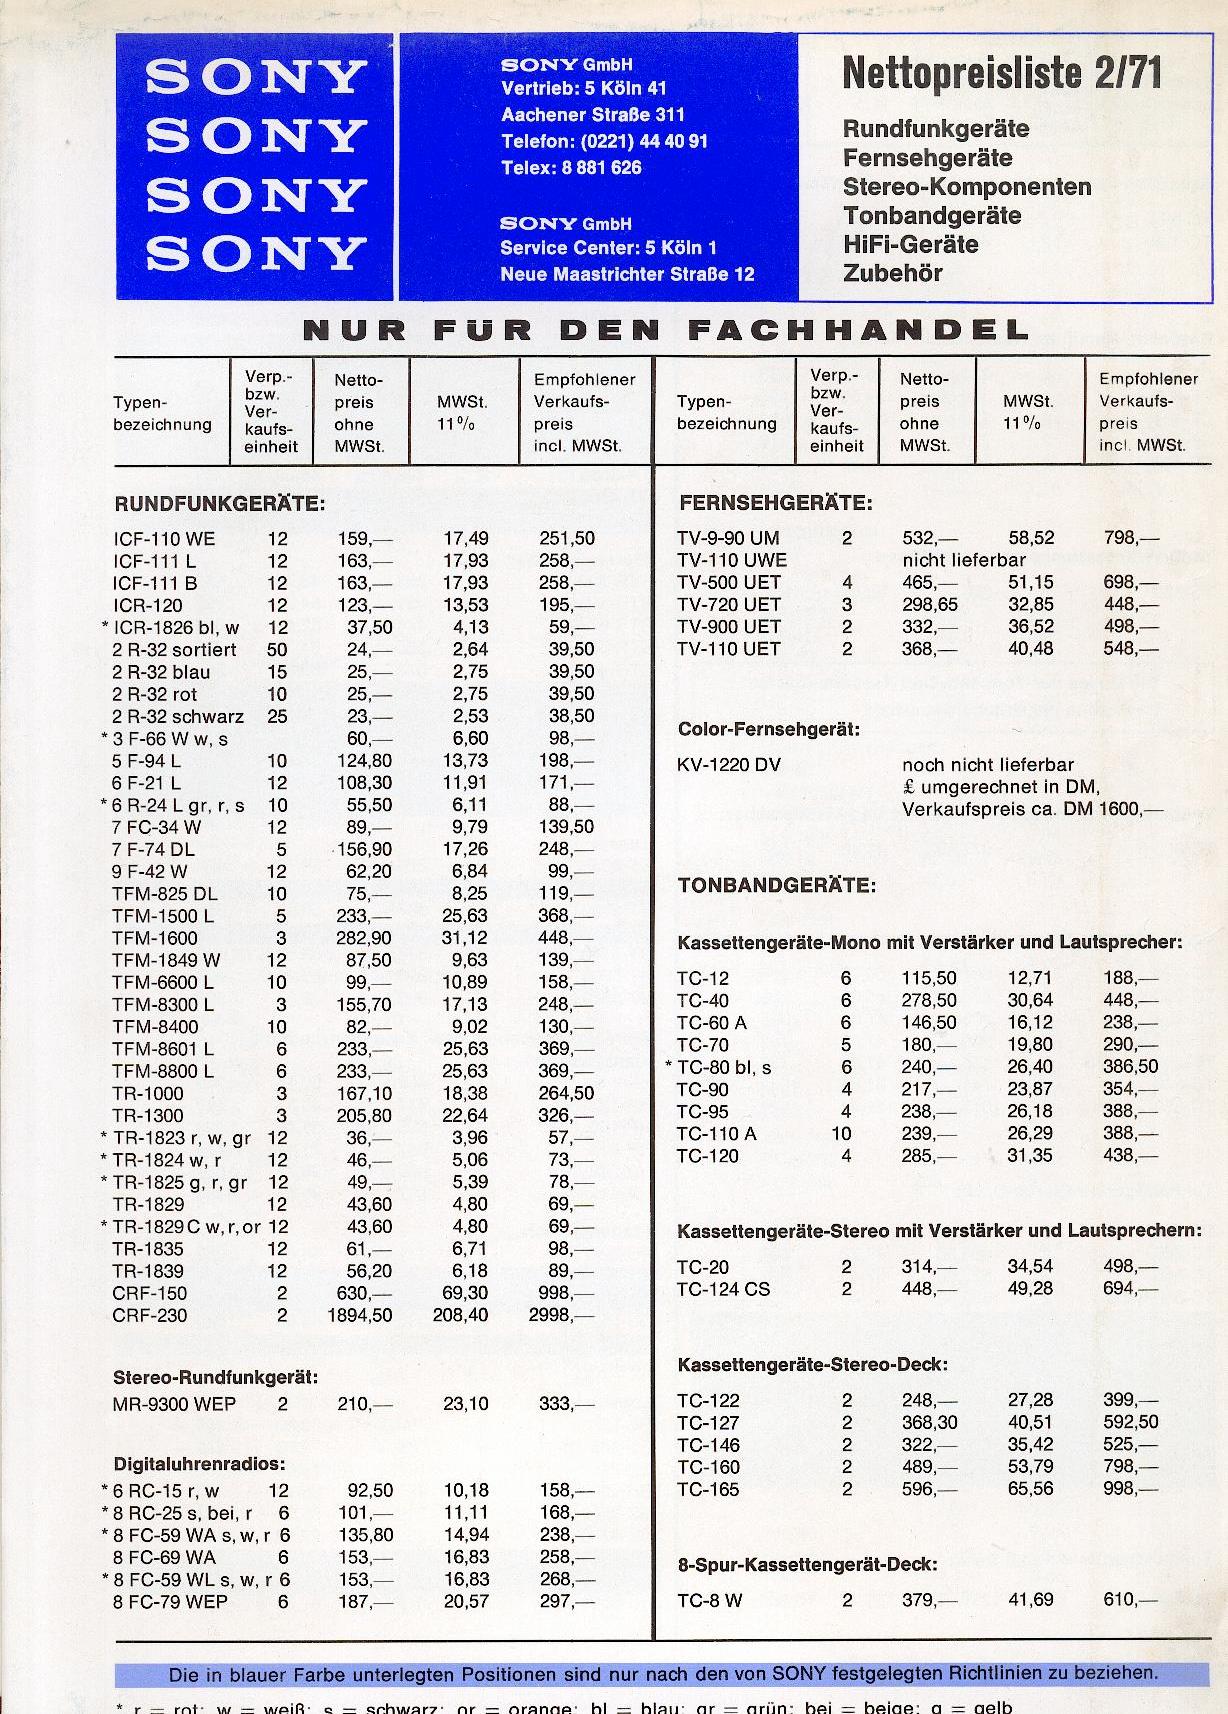 SONY
SONY
SONY
SONY
SONY GmbH
Vertrieb: 5 Köln 41
Aachener Straße 311
Telefon: (0221) 44 40 91
Telex: 8 881 626
SONY GmbH
Service Center: 5 Köln 1
Neue Maastrichter Straße 12
Nettopreisliste 2/71
Rundfunkgeräte
Fernsehgeräte
Stereo-Komponenten
Tonbandgeräte
HiFi-Geräte
Zubehör
NUR FÜR DEN FACHHANDEL
Typen-
bezeichnung
Verp.-
bzw.
Ver-
kaufs-
einheit
Netto-
preis
ohne
MWSt.
MWSt.
11%
Empfohlener
Verkaufs-
preis
incl. MWSt.
RUNDFUNKGERÄTE:
ICF-110 WE 12 159,— 17,49 251,50
ICF-111 L 12 163,— 17,93 258,—
ICF-111 B 12 163,— 17,93 258,—
ICR-120 12 123,— 13,53 195,—
* ICR-1826 bl, w 12 37,50 4,13 59,—
2 R-32 sortiert 50 24,— 2,64 39,50
2 R-32 blau 15 25,— 2,75 39,50
2 R-32 rot 10 25,— 2,75 39,50
2 R-32 schwarz 25 23,— 2,53 38,50
* 3 F-66 W w, s 60,— 6,60 98,—
5 F-94 L 10 124,80 13,73 198,—
6 F-21 L 12 108,30 11,91 171,—
* 6 R-24 L gr, r, s 10 55,50 6,11 88,—
7 FC-34 W 12 89,— 9,79 139,50
7 F-74 DL 5 156,90 17,26 248,—
9 F-42 W 12 62,20 6,84 99,—
TFM-825 DL 10 75,— 8,25 119,—
TFM-1500 L 5 233,— 25,63 368,—
TFM-1600 3 282,90 31,12 448,—
TFM-1849 W 12 87,50 9,63 139,—
TFM-6600 L 10 99,— 10,89 158,—
TFM-8300 L 3 155,70 17,13 248,—
TFM-8400 10 82,— 9,02 130,—
TFM-8601 L 6 233,— 25,63 369,—
TFM-8800 L 6 233,— 25,63 369,—
TR-1000 3 167,10 18,38 264,50
TR-1300 3 205,80 22,64 326,—
* TR-1823 r, w, gr 12 36,— 3,96 57,—
* TR-1824 w, r 12 46,— 5,06 73,—
* TR-1825 g, r, gr 12 49,— 5,39 78,—
TR-1829 12 43,60 4,80 69,—
* TR-1829 C w, r, or 12 43,60 4,80 69,—
TR-1835 12 61,— 6,71 98,—
TR-1839 12 56,20 6,18 89,—
CRF-150 2 630,— 69,30 998,—
CRF-230 2 1894,50 208,40 2998,—
Stereo-Rundfunkgerät:
MR-9300 WEP 2 210,— 23,10 333,—
Digitaluhrenradios:
* 6 RC-15 r, w 12 92,50 10,18 158,—
* 8 RC-25 s, bei, r 6 101,— 11,11 168,—
* 8 FC-59 WA s, w, r 6 135,80 14,94 238,—
8 FC-69 WA 6 153,— 16,83 258,—
* 8 FC-59 WL s, w, r 6 153,— 16,83 268,—
8 FC-79 WEP 6 187,— 20,57 297,—
Typen-
bezeichnung
Verp.-
bzw.
Ver-
kaufs-
einheit
Netto-
preis
ohne
MWSt.
MWSt.
11%
Empfohlener
Verkaufs-
preis
incl. MWSt.
FERNSEHGERÄTE:
TV-9-90 UM 2 532,— 58,52 798,—
TV-110 UWE nicht lieferbar
TV-500 UET 4 465,— 51,15 698,—
TV-720 UET 3 298,65 32,85 448,—
TV-900 UET 2 332,— 36,52 498,—
TV-110 UET 2 368,— 40,48 548,—
Color-Fernsehgerät:
KV-1220 DV noch nicht lieferbar
£ umgerechnet in DM,
Verkaufspreis ca. DM 1600,—
TONBANDGERÄTE:
Kassettengeräte-Mono mit Verstärker und Lautsprecher:
TC-12 6 115,50 12,71 188,—
TC-40 6 278,50 30,64 448,—
TC-60 A 6 146,50 16,12 238,—
TC-70 5 180,— 19,80 290,—
* TC-80 bl, s 6 240,— 26,40 386,50
TC-90 4 217,— 23,87 354,—
TC-95 4 238,— 26,18 388,—
TC-110 A 10 239,— 26,29 388,—
TC-120 4 285,— 31,35 438,—
Kassettengeräte-Stereo mit Verstärker und Lautsprechern:
TC-20 2 314,— 34,54 498,—
TC-124 CS 2 448,— 49,28 694,—
Kassettengeräte-Stereo-Deck:
TC-122 2 248,— 27,28 399,—
TC-127 2 368,30 40,51 592,50
TC-146 2 322,— 35,42 525,—
TC-160 2 489,— 53,79 798,—
TC-165 2 596,— 65,56 998,—
8-Spur-Kassettengerät-Deck:
TC-8 W 2 379,— 41,69 610,—
Die in blauer Farbe unterlegten Positionen sind nur nach den von SONY festgelegten Richtlinien zu beziehen.
* r = rot; w = weiß; s = schwarz; or = orange; bl = blau; gr = grün; bei = beige; g = gelb